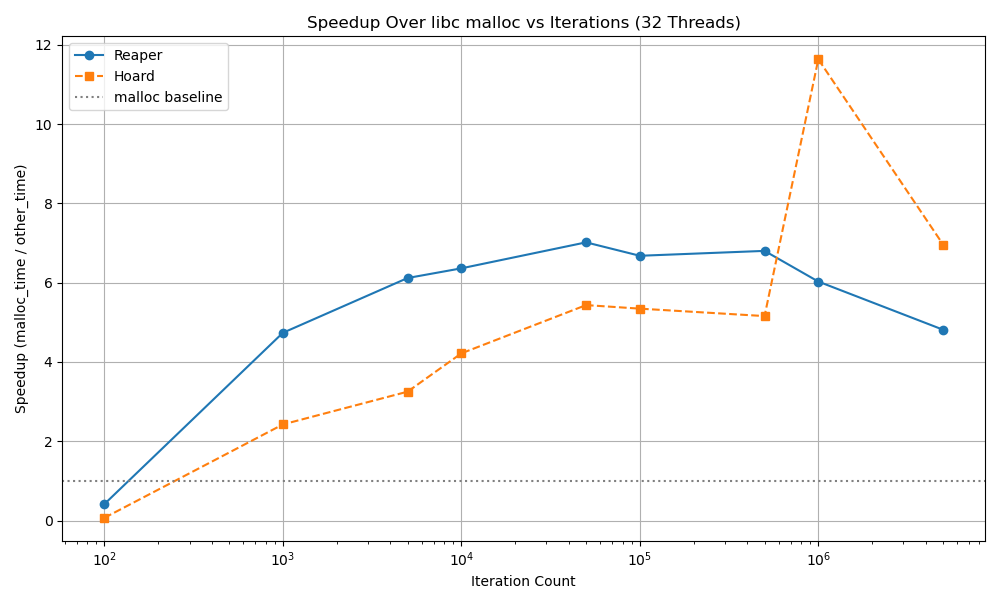 Speedup Over libc malloc vs Iterations (32 Threads)
Reaper
Hoard
malloc baseline
Speedup (malloc_time / other_time)
12
10
8
6
4
2
0
10²
10³
10⁴
10⁵
10⁶
Iteration Count